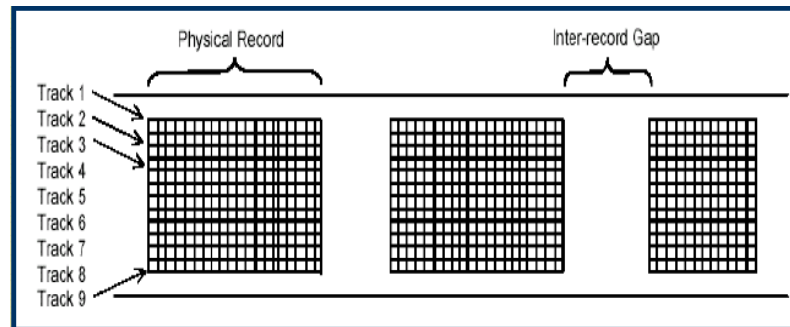 Physical Record
Inter-record Gap
Track 1
Track 2
Track 3
Track 4
Track 5
Track 6
Track 7
Track 8
Track 9